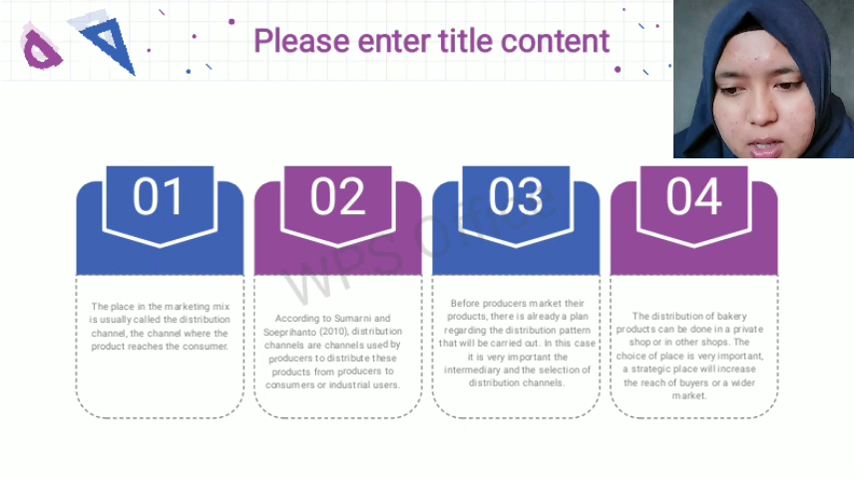 Please enter title content
01
02
03
04
WPS Office
The place in the marketing mix
is usually called the distribution
channel, the channel where the
product reaches the consumer.
According to Sumarni and
Soeprihanto (2010), distribution
channels are channels used by
producers to distribute these
products from producers to
consumers or industrial users.
Before producers market their
products, there is already a plan
regarding the distribution pattern
that will be carried out. In this case
it is very important the
intermediary and the selection of
distribution channels.
The distribution of bakery
products can be done in a private
shop or in other shops. The
choice of place is very important,
a strategic place will increase
the reach of buyers or a wider
market.